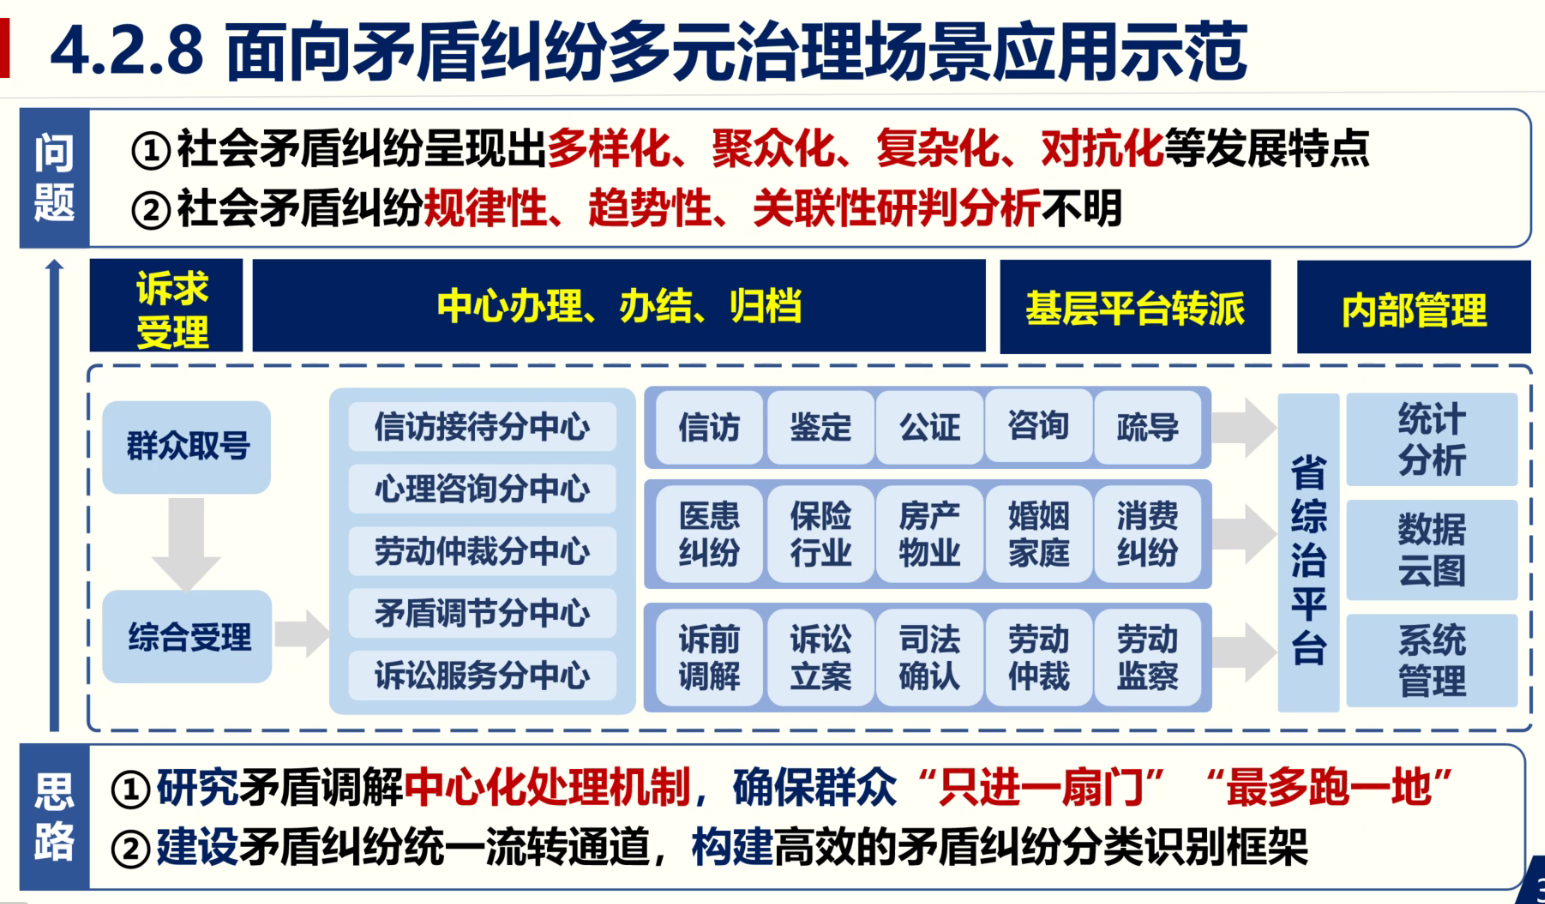 4.2.8 面向矛盾纠纷多元治理场景应用示范
问题
①社会矛盾纠纷呈现出多样化、聚众化、复杂化、对抗化等发展特点
②社会矛盾纠纷规律性、趋势性、关联性研判分析不明
诉求
受理
中心办理、办结、归档
基层平台转派
内部管理
群众取号
综合受理
信访接待分中心
心理咨询分中心
劳动仲裁分中心
矛盾调节分中心
诉讼服务分中心
信访
鉴定
公证
咨询
疏导
医患
纠纷
保险
行业
房产
物业
婚姻
家庭
消费
纠纷
诉前
调解
诉讼
立案
司法
确认
劳动
仲裁
劳动
监察
省综治平台
统计
分析
数据
云图
系统
管理
思路
①研究矛盾调解中心化处理机制，确保群众“只进一扇门”“最多跑一地”
②建设矛盾纠纷统一流转通道，构建高效的矛盾纠纷分类识别框架